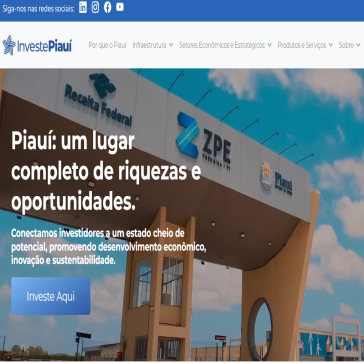 Siga-nos nas redes sociais:
InvestePiauí
Por que o Piauí Infraestrutura Setores Econômicos e Estratégicos Produtos e Serviços Sobre
Receita Federal
ZPE
Piauí
Piauí: um lugar
completo de riquezas e
oportunidades.
Conectamos investidores a um estado cheio de
potencial, promovendo desenvolvimento econômico,
inovação e sustentabilidade.
Investe Aqui